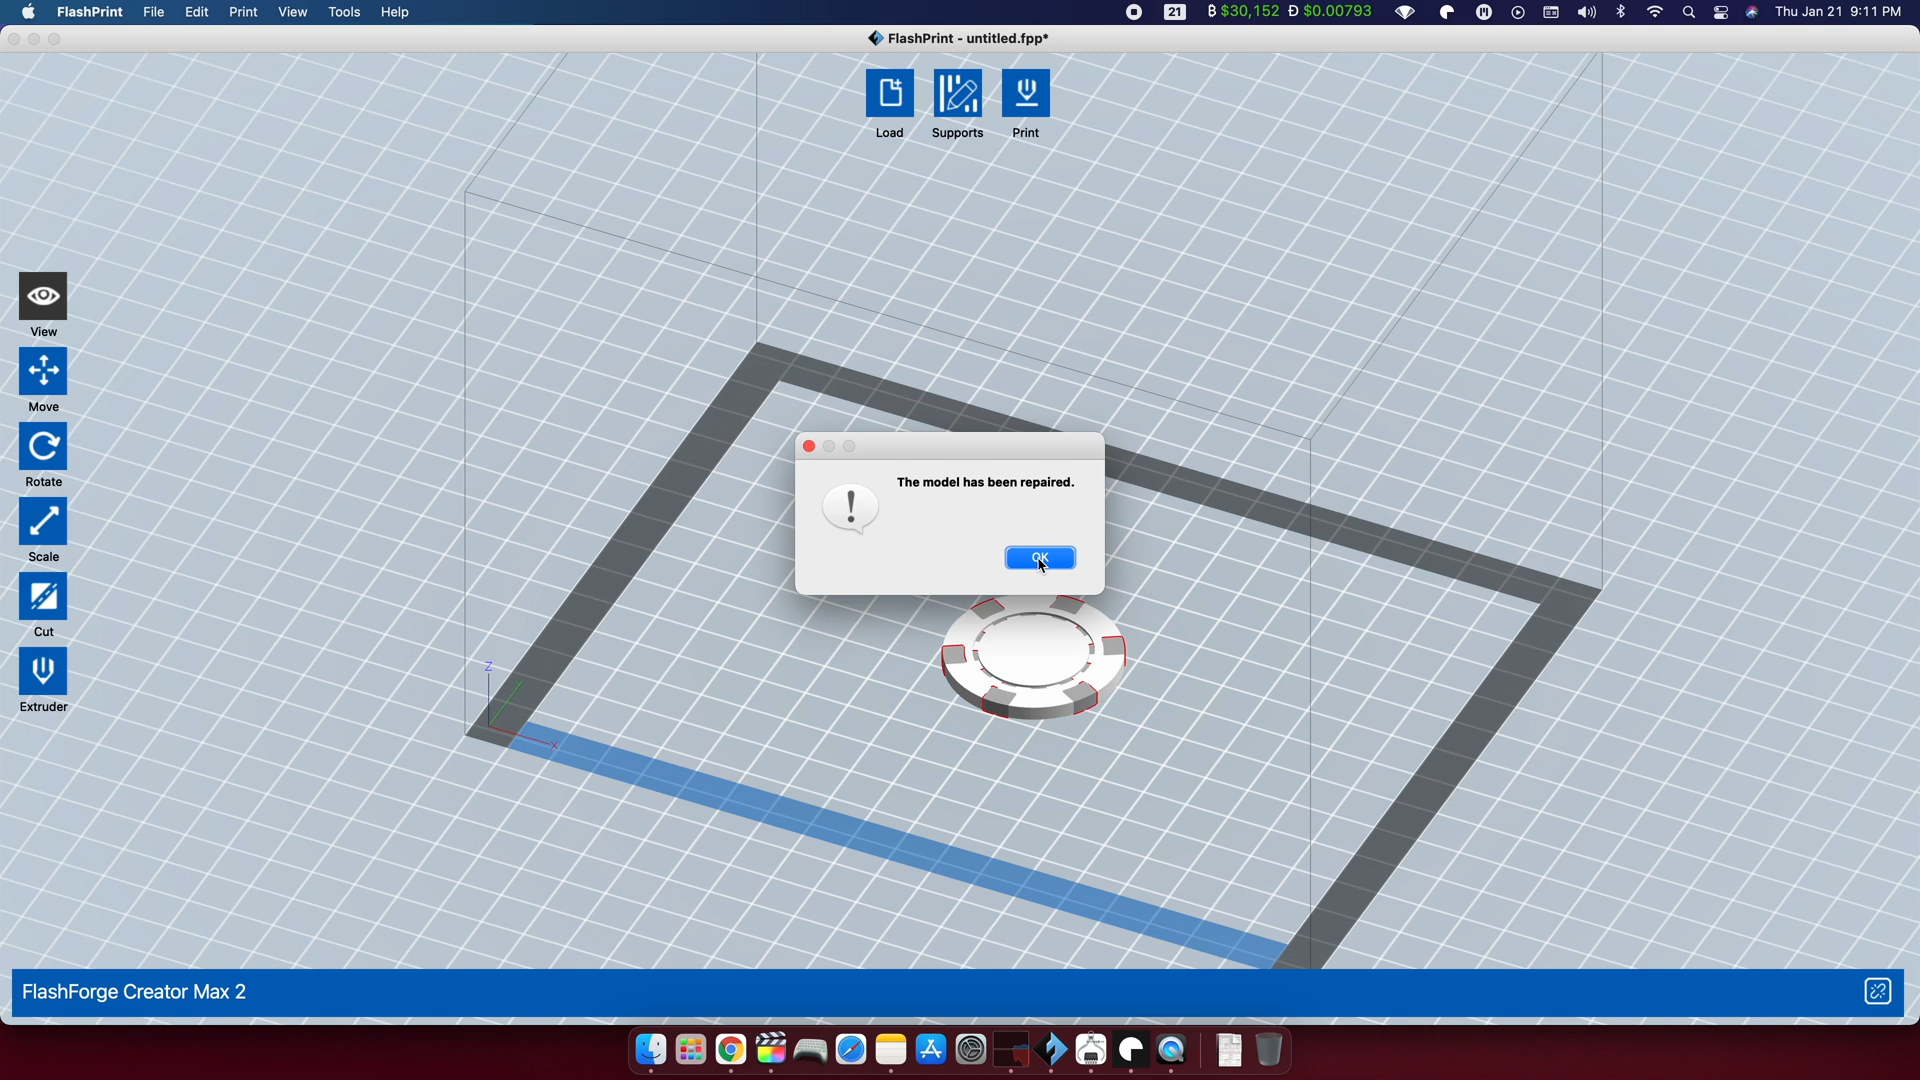 FlashPrint File Edit Print View Tools Help 21 ₿ $30,152 Ð $0.00793 Thu Jan 21 9:11 PM
FlashPrint - untitled.fpp*
Load Supports Print
View
Move
Rotate
Scale
Cut
Extruder
The model has been repaired.
OK
Z
X
FlashForge Creator Max 2